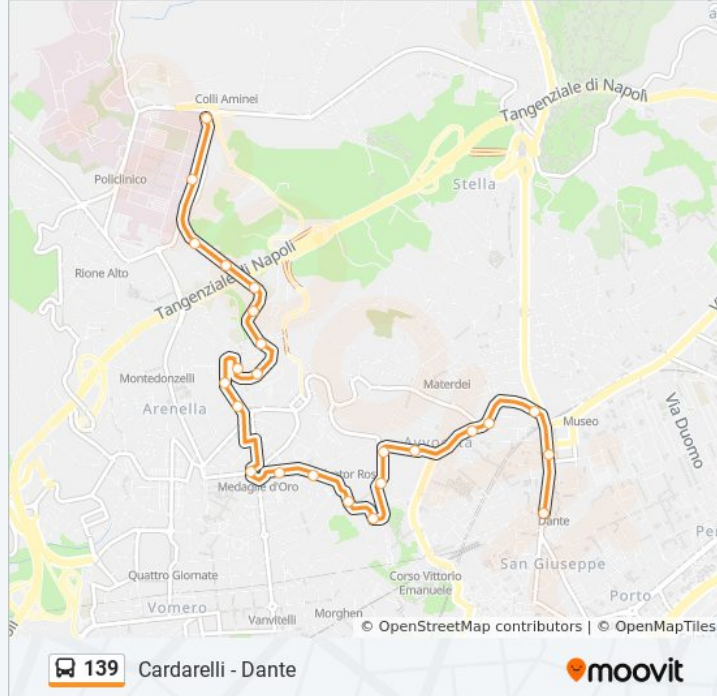 Colli Aminei
Tangenziale di Napoli
Policlinico
Stella
Rione Alto
Tangenziale di Napoli
Montedonzelli
Materdei
Arenella
Museo
Via Duomo
Avvocata
Medaglie d'Oro
Dante
San Giuseppe
Quattro Giornate
Corso Vittorio
Emanuele
Porto
Vomero
Morghen
Vanvitelli
© OpenStreetMap contributors | © OpenMapTiles
139 Cardarelli - Dante
moovit